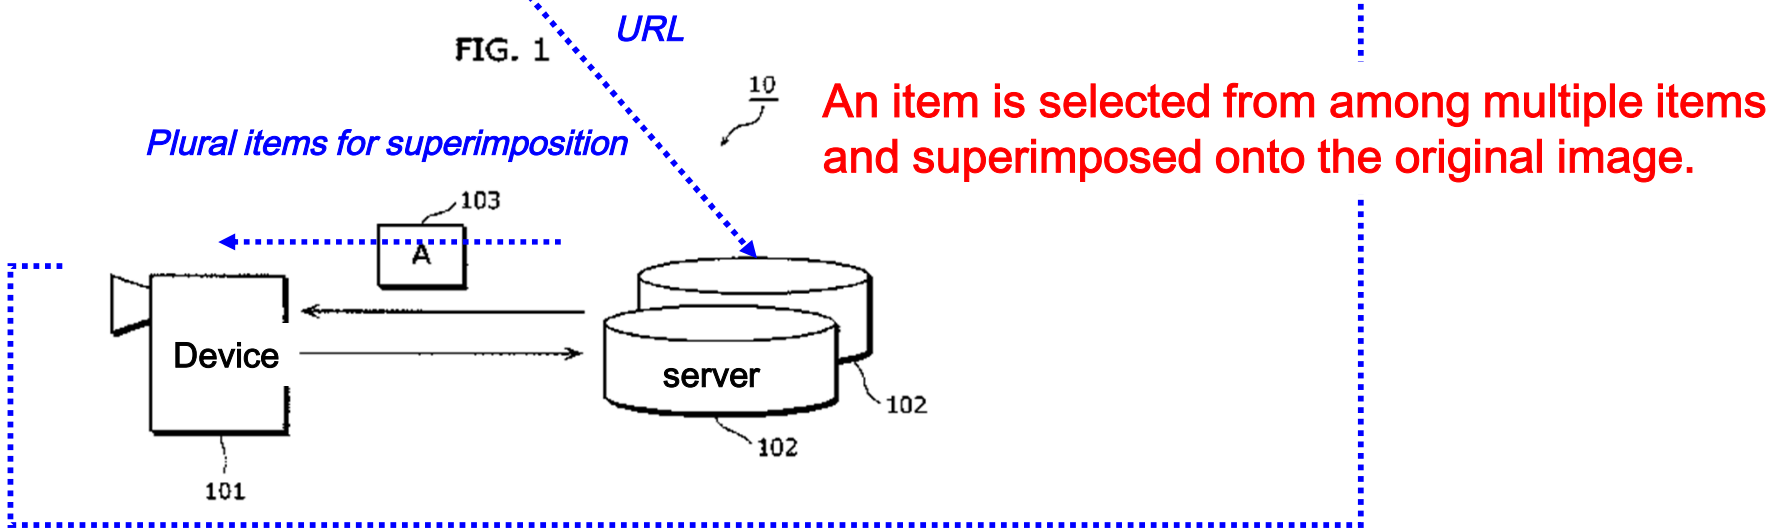 URL
FIG. 1
10
An item is selected from among multiple items
and superimposed onto the original image.
Plural items for superimposition
103
A
Device
server
102
102
101